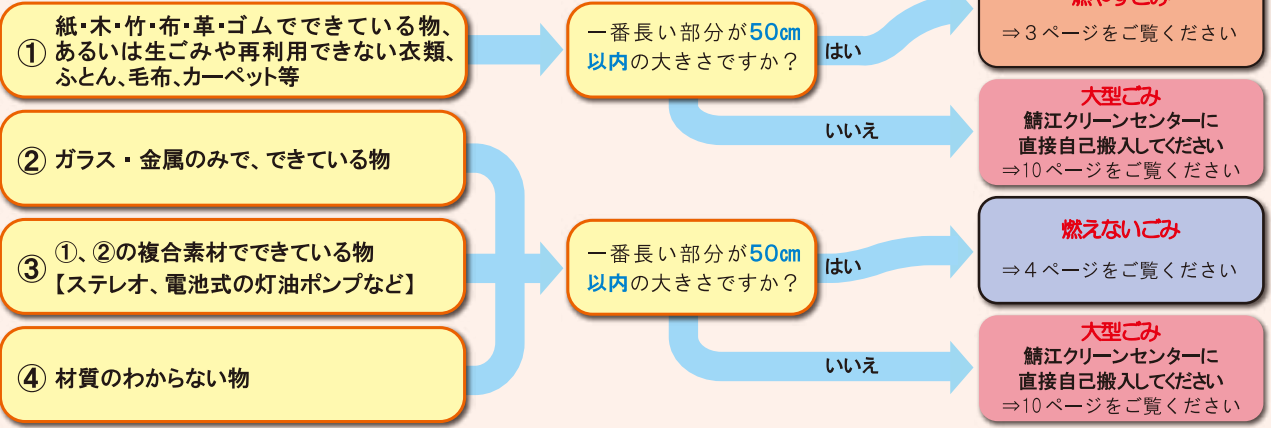 ① 紙・木・竹・布・革・ゴムでできている物、
あるいは生ごみや再利用できない衣類、
ふとん、毛布、カーペット等
一番長い部分が50cm
以内の大きさですか？
はい
⇒3ページをご覧ください
いいえ
大型ごみ
鯖江クリーンセンターに
直接自己搬入してください
⇒10ページをご覧ください
② ガラス・金属のみで、できている物
③ ①、②の複合素材でできている物
【ステレオ、電池式の灯油ポンプなど】
④ 材質のわからない物
一番長い部分が50cm
以内の大きさですか？
はい
燃えないごみ
⇒4ページをご覧ください
いいえ
大型ごみ
鯖江クリーンセンターに
直接自己搬入してください
⇒10ページをご覧ください